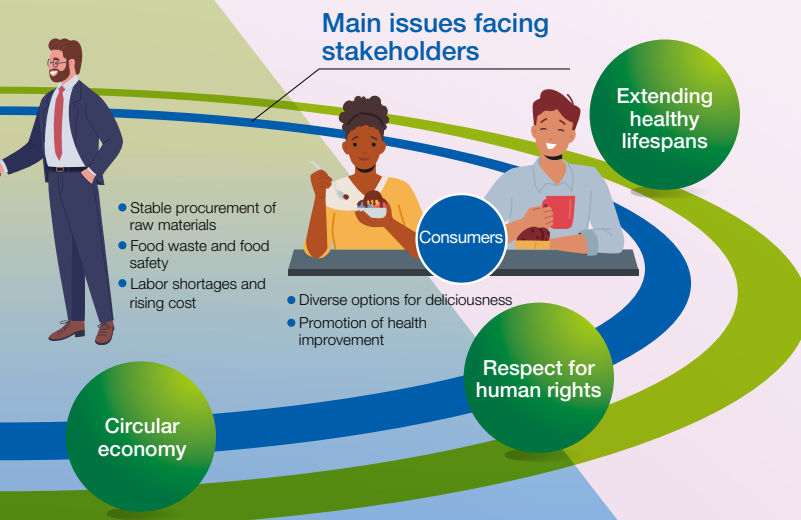 Main issues facing
stakeholders
Extending
healthy
lifespans
• Stable procurement of
raw materials
• Food waste and food
safety
• Labor shortages and
rising cost
Consumers
• Diverse options for deliciousness
• Promotion of health
improvement
Respect for
human rights
Circular
economy